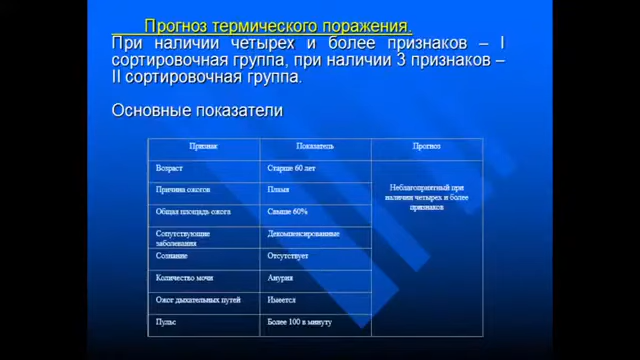 Прогноз термического поражения.
При наличии четырех и более признаков – I
сортировочная группа, при наличии 3 признаков –
II сортировочная группа.
Основные показатели
Признак Показатель Прогноз
Возраст Старше 60 лет
Неблагоприятный при
наличии четырех и более
признаков
Причина ожогов Пламя
Общая площадь ожога Свыше 60%
Сопутствующие
заболевания Декомпенсированные
Сознание Отсутствует
Количество мочи Анурия
Ожог дыхательных путей Имеется
Пульс Более 100 в минуту